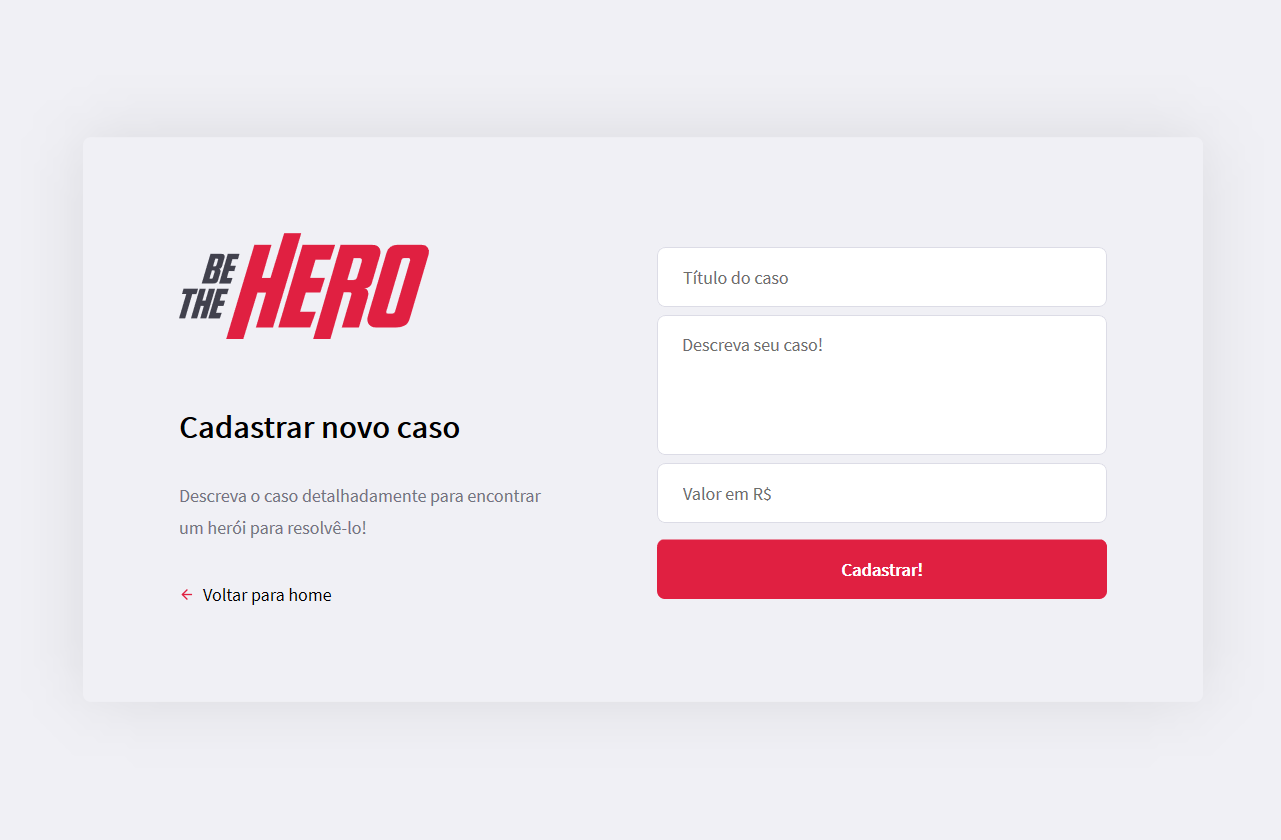 BE
THE
HERO
Cadastrar novo caso
Descreva o caso detalhadamente para encontrar
um herói para resolvê-lo!
Voltar para home
Título do caso
Descreva seu caso!
Valor em R$
Cadastrar!